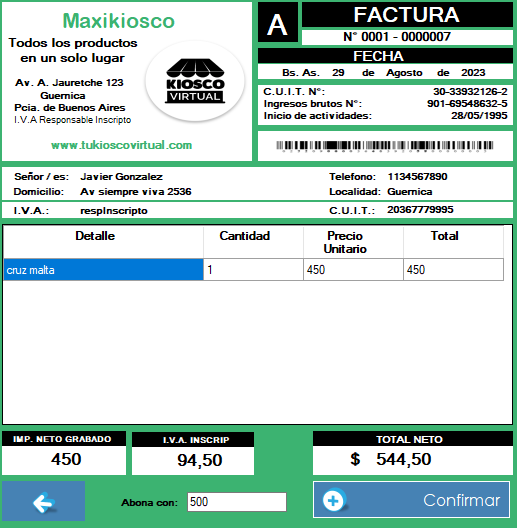 Maxikiosco
Todos los productos
en un solo lugar
Av. A. Jauretche 123
Guernica
Pcia. de Buenos Aires
I.V.A Responsable Inscripto
KIOSCO
VIRTUAL
www.tukioscovirtual.com
A
FACTURA
N° 0001 - 0000007
FECHA
Bs. As. 29 de Agosto de 2023
C.U.I.T. N°: 30-33932126-2
Ingresos brutos N°: 901-69548632-5
Inicio de actividades: 28/05/1995
Señor / es: Javier Gonzalez Telefono: 1134567890
Domicilio: Av siempre viva 2536 Localidad: Guernica
I.V.A.: respInscripto C.U.I.T.: 20367779995
Detalle Cantidad Precio Unitario Total
cruz malta 1 450 450
IMP. NETO GRABADO I.V.A. INSCRIP TOTAL NETO
450 94,50 $ 544,50
Abona con: 500 Confirmar